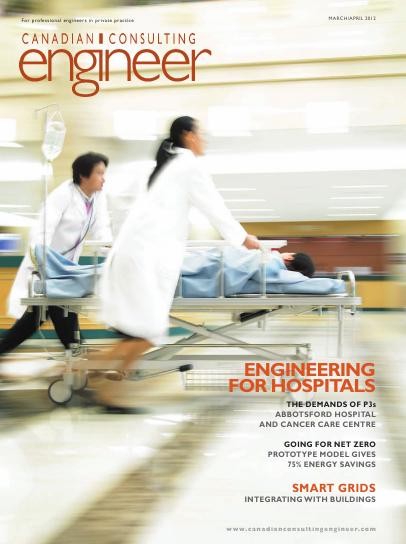 For professional engineers in private practice
MARCH/APRIL 2012
CANADIAN CONSULTING
engineer
ENGINEERING
FOR HOSPITALS
THE DEMANDS OF P3s
ABBOTSFORD HOSPITAL
AND CANCER CARE CENTRE
GOING FOR NET ZERO
PROTOTYPE MODEL GIVES
75% ENERGY SAVINGS
SMART GRIDS
INTEGRATING WITH BUILDINGS
www.canadianconsultingengineer.com